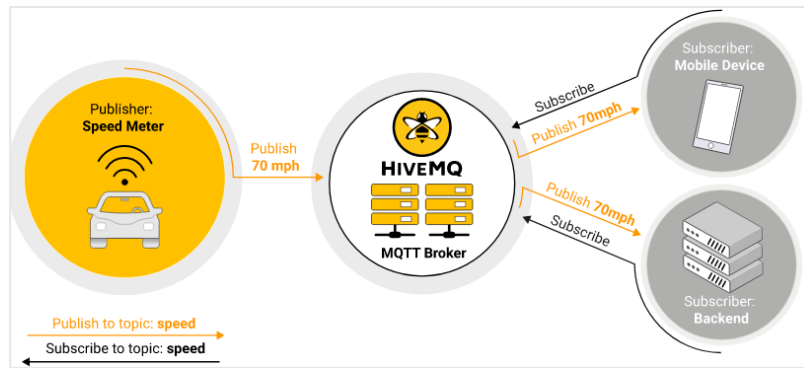 Publisher:
Speed Meter
Publish
70 mph
HIVEMQ
MQTT Broker
Subscribe
Publish 70mph
Publish 70mph
Subscribe
Subscriber:
Mobile Device
Subscriber:
Backend
Publish to topic: speed
Subscribe to topic: speed